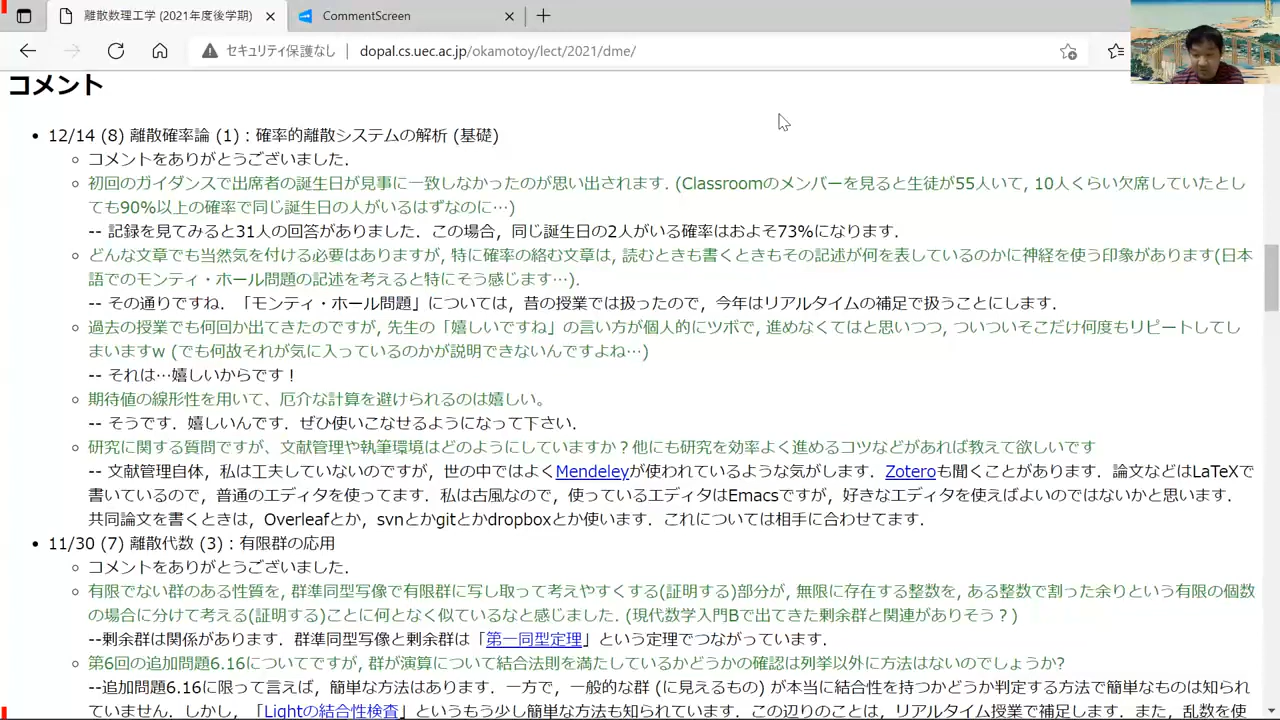 離散数理工学 (2021年度後学期)
CommentScreen
セキュリティ保護なし dopal.cs.uec.ac.jp/okamotoy/lect/2021/dme/
コメント
12/14 (8) 離散確率論 (1)：確率的離散システムの解析 (基礎)
コメントをありがとうございました．
初回のガイダンスで出席者の誕生日が見事に一致しなかったのが思い出されます. (Classroomのメンバーを見ると生徒が55人いて, 10人くらい欠席していたとし
ても90%以上の確率で同じ誕生日の人がいるはずなのに…)
-- 記録を見てみると31人の回答がありました．この場合，同じ誕生日の2人がいる確率はおよそ73%になります．
どんな文章でも当然気を付ける必要はありますが, 特に確率の絡む文章は, 読むときも書くときもその記述が何を表しているのかに神経を使う印象があります(日本
語でのモンティ・ホール問題の記述を考えると特にそう感じます…).
-- その通りですね．「モンティ・ホール問題」については，昔の授業では扱ったので，今年はリアルタイムの補足で扱うことにします．
過去の授業でも何回か出てきたのですが, 先生の「嬉しいですね」の言い方が個人的にツボで, 進めなくてはと思いつつ, ついついそこだけ何度もリピートしてし
まいますw (でも何故それが気に入っているのかが説明できないんですよね…)
-- それは…嬉しいからです！
期待値の線形性を用いて、厄介な計算を避けられるのは嬉しい。
-- そうです．嬉しいんです．ぜひ使いこなせるようになって下さい．
研究に関する質問ですが、文献管理や執筆環境はどのようにしていますか？他にも研究を効率よく進めるコツなどがあれば教えて欲しいです
-- 文献管理自体，私は工夫していないのですが，世の中ではよくMendeleyが使われているような気がします．Zoteroも聞くことがあります．論文などはLaTeXで
書いているので，普通のエディタを使ってます．私は古風なので，使っているエディタはEmacsですが，好きなエディタを使えばよいのではないかと思います．
共同論文を書くときは，Overleafとか，svnとかgitとかdropboxとか使います．これについては相手に合わせてます．
11/30 (7) 離散代数 (3)：有限群の応用
コメントをありがとうございました．
有限でない群のある性質を, 群準同型写像で有限群に写し取って考えやすくする(証明する)部分が, 無限に存在する整数を, ある整数で割った余りという有限の個数
の場合に分けて考える(証明する)ことに何となく似ているなと感じました. (現代数学入門Bで出てきた剰余群と関連がありそう？)
--剰余群は関係があります．群準同型写像と剰余群は「第一同型定理」という定理でつながっています．
第6回の追加問題6.16についてですが, 群が演算について結合法則を満たしているかどうかの確認は列挙以外に方法はないのでしょうか?
--追加問題6.16に限って言えば，簡単な方法はあります．一方で，一般的な群 (に見えるもの) が本当に結合性を持つかどうか判定する方法で簡単なものは知られ
ていません．しかし，「Lightの結合性検査」というもう少し簡単な方法も知られています．この辺りのことは，リアルタイム授業で補足します．また，乱数を使